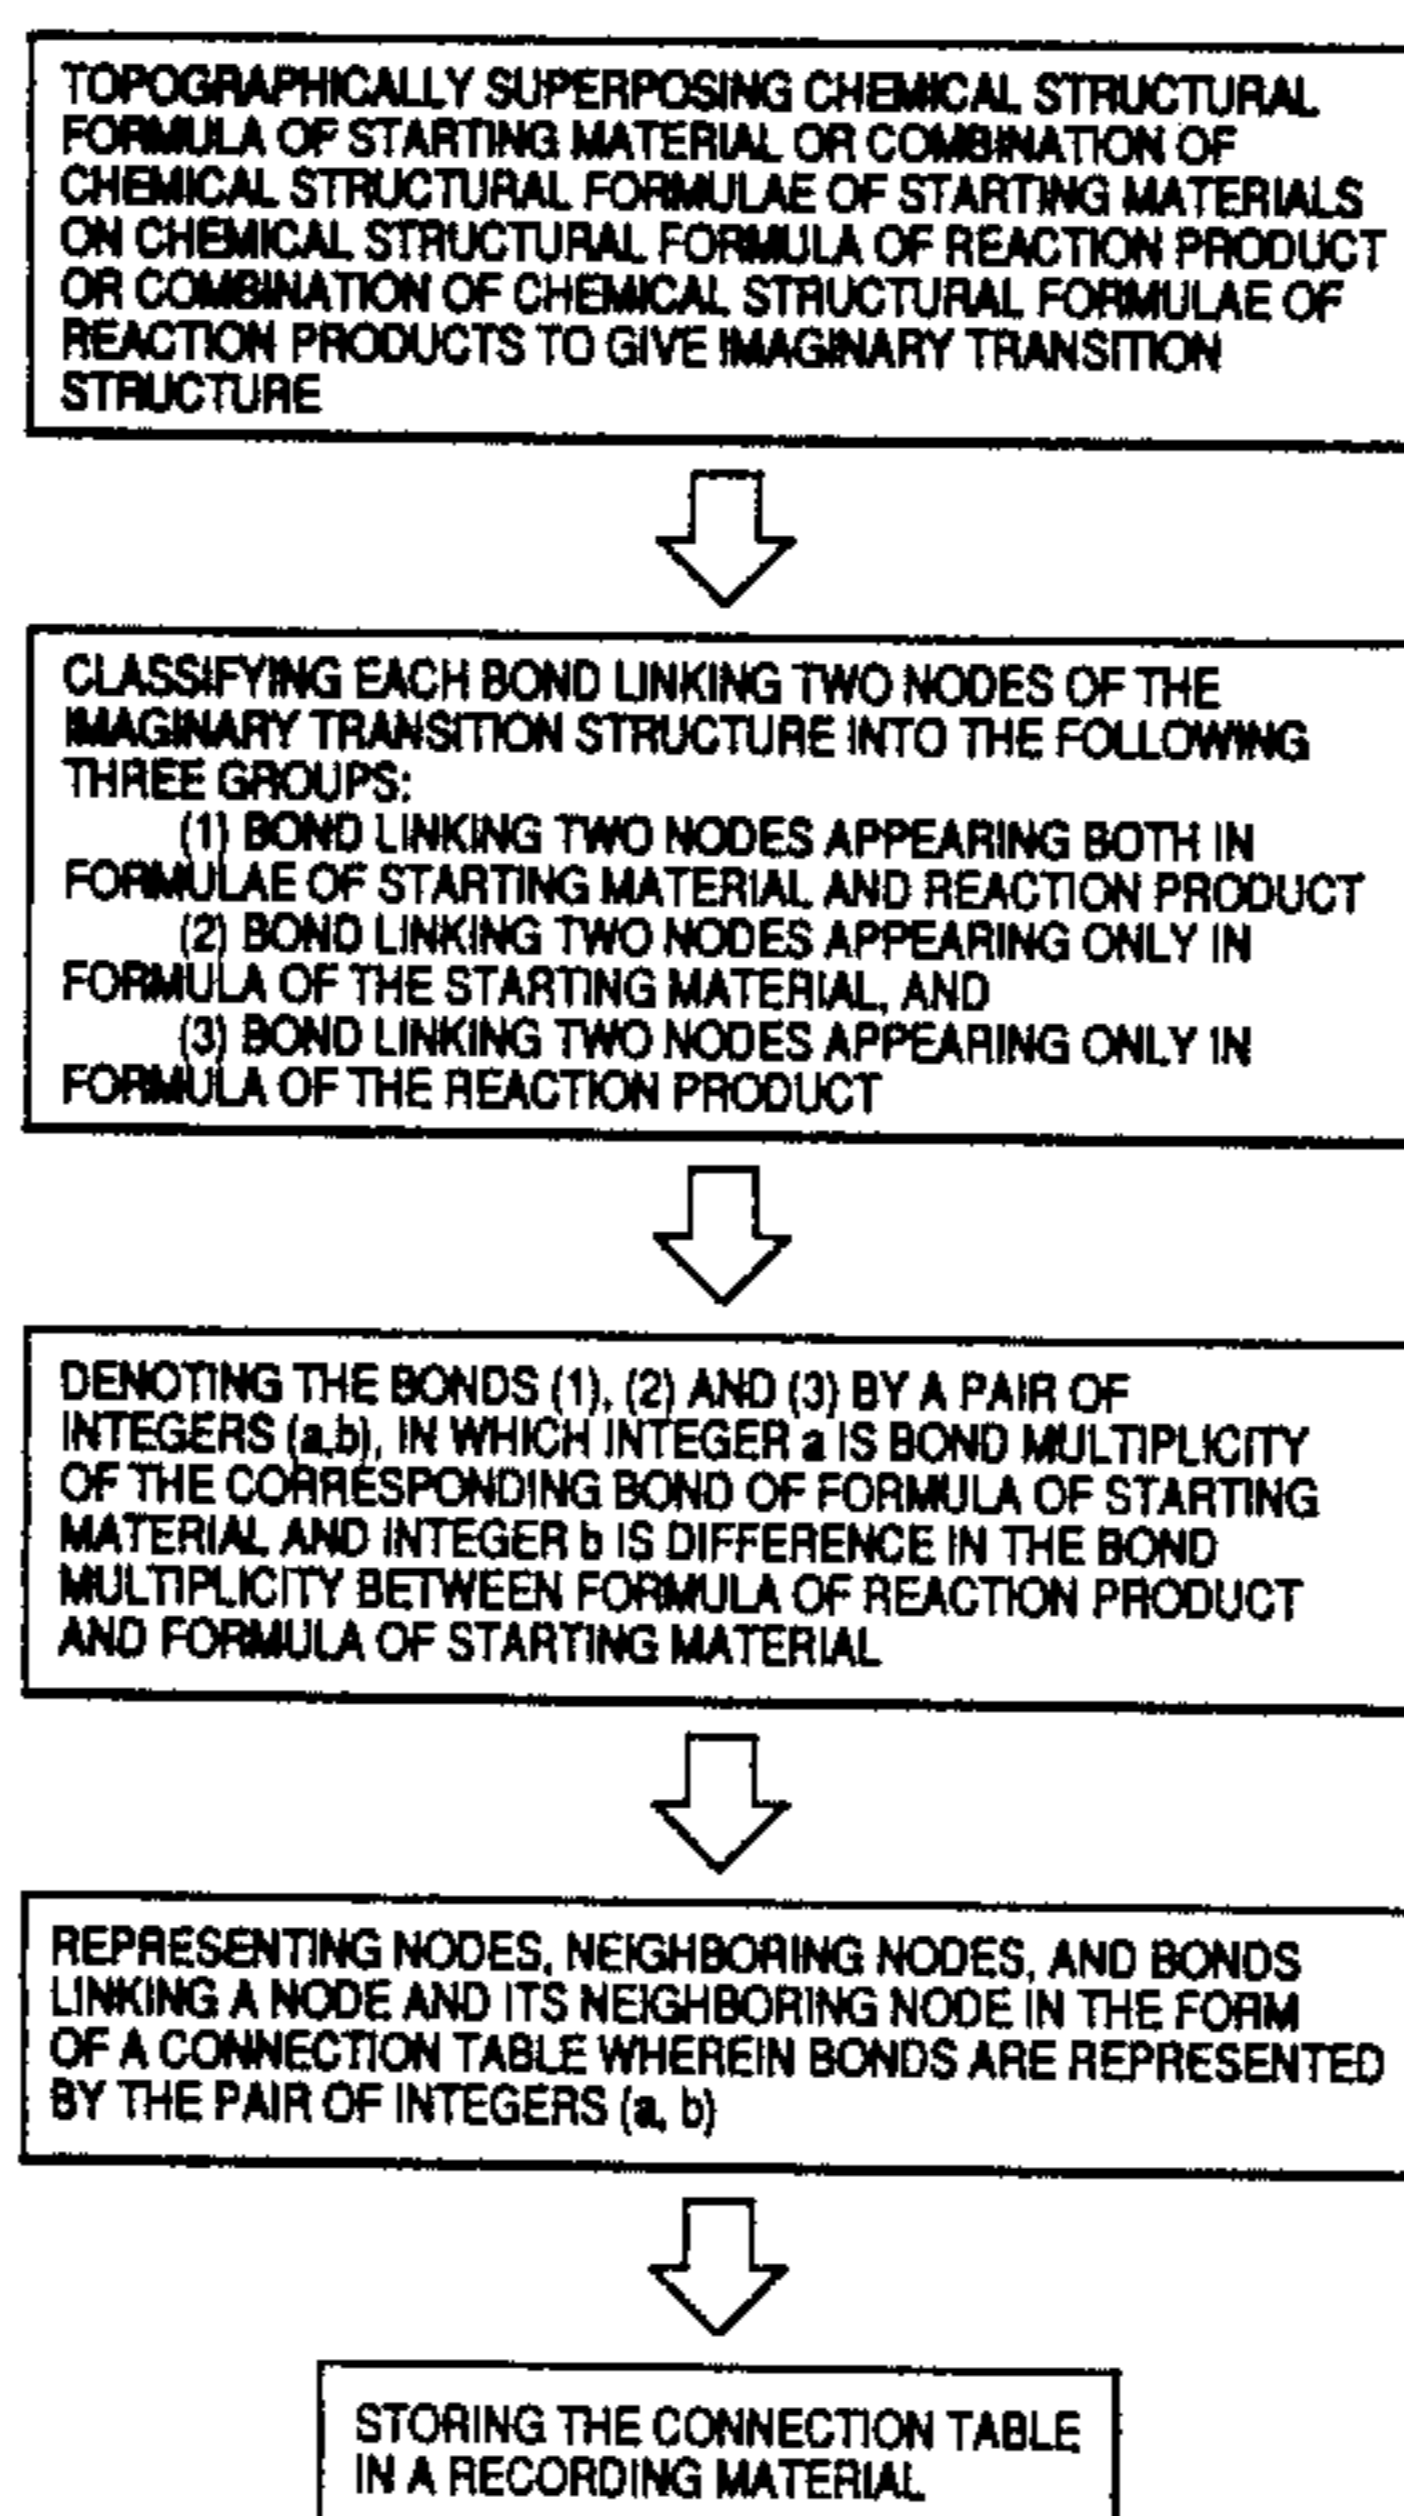 TOPOGRAPHICALLY SUPERPOSING CHEMICAL STRUCTURAL
FORMULA OF STARTING MATERIAL OR COMBINATION OF
CHEMICAL STRUCTURAL FORMULAE OF STARTING MATERIALS
ON CHEMICAL STRUCTURAL FORMULA OF REACTION PRODUCT
OR COMBINATION OF CHEMICAL STRUCTURAL FORMULAE OF
REACTION PRODUCTS TO GIVE IMAGINARY TRANSITION
STRUCTURE
CLASSIFYING EACH BOND LINKING TWO NODES OF THE
IMAGINARY TRANSITION STRUCTURE INTO THE FOLLOWING
THREE GROUPS:
(1) BOND LINKING TWO NODES APPEARING BOTH IN
FORMULAE OF STARTING MATERIAL AND REACTION PRODUCT
(2) BOND LINKING TWO NODES APPEARING ONLY IN
FORMULA OF THE STARTING MATERIAL, AND
(3) BOND LINKING TWO NODES APPEARING ONLY IN
FORMULA OF THE REACTION PRODUCT
DENOTING THE BONDS (1), (2) AND (3) BY A PAIR OF
INTEGERS (a,b), IN WHICH INTEGER a IS BOND MULTIPLICITY
OF THE CORRESPONDING BOND OF FORMULA OF STARTING
MATERIAL AND INTEGER b IS DIFFERENCE IN THE BOND
MULTIPLICITY BETWEEN FORMULA OF REACTION PRODUCT
AND FORMULA OF STARTING MATERIAL
REPRESENTING NODES, NEIGHBORING NODES, AND BONDS
LINKING A NODE AND ITS NEIGHBORING NODE IN THE FORM
OF A CONNECTION TABLE WHEREIN BONDS ARE REPRESENTED
BY THE PAIR OF INTEGERS (a, b)
STORING THE CONNECTION TABLE
IN A RECORDING MATERIAL